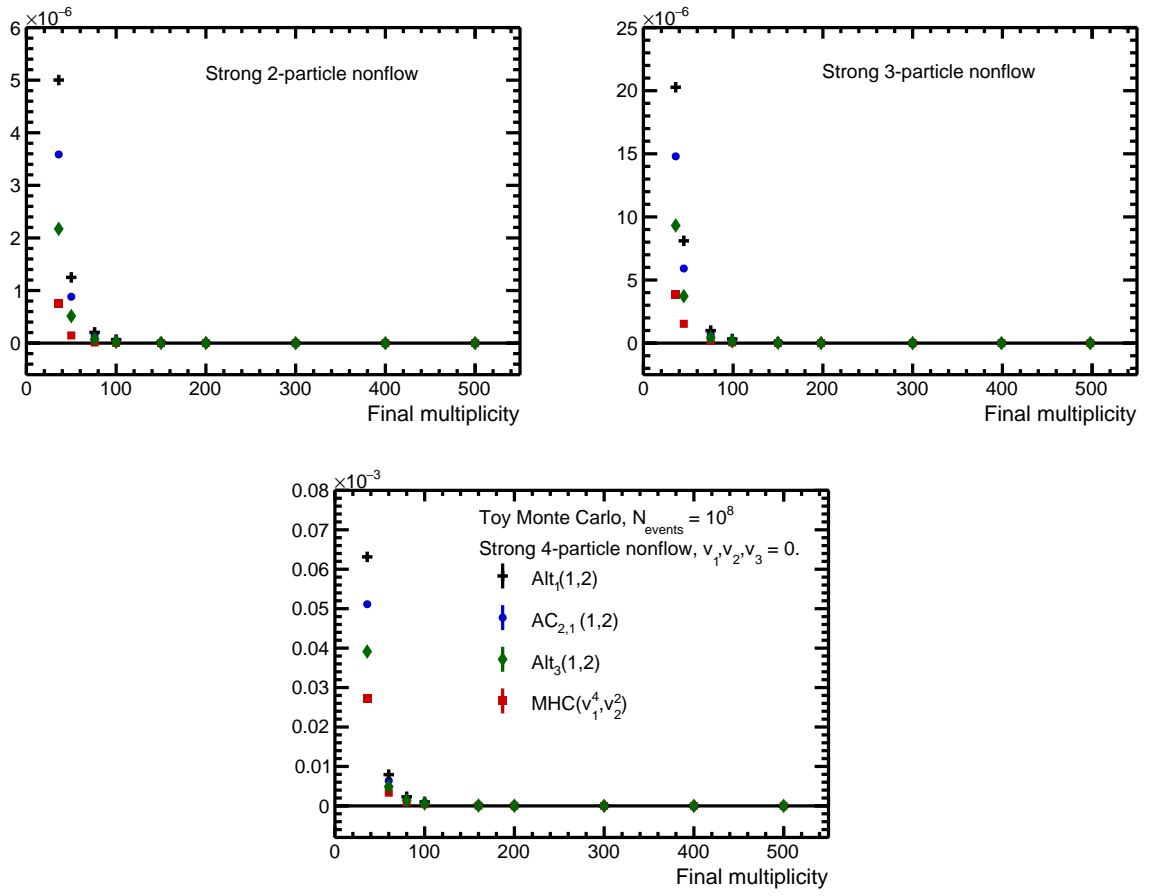 ×10⁻⁶
Strong 2-particle nonflow
6
5
4
3
2
1
0
0 100 200 300 400 500
Final multiplicity
×10⁻⁶
Strong 3-particle nonflow
25
20
15
10
5
0
0 100 200 300 400 500
Final multiplicity
×10⁻³
0.08
0.07
0.06
0.05
0.04
0.03
0.02
0.01
0
Toy Monte Carlo, N_events = 10⁸
Strong 4-particle nonflow, v₁,v₂,v₃ = 0.
Alt₁(1,2)
AC₂,₁ (1,2)
Alt₃(1,2)
MHC(v₁⁴,v₂²)
0 100 200 300 400 500
Final multiplicity